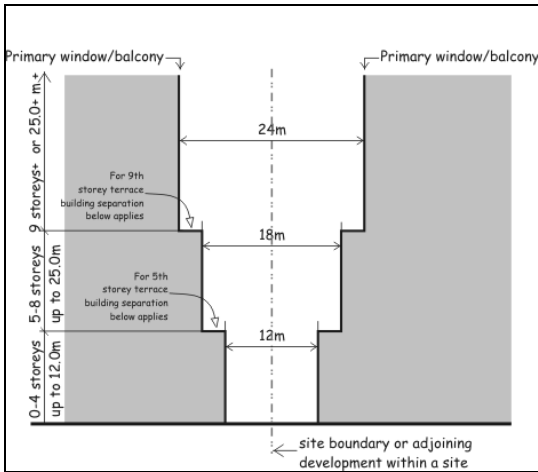 Primary window/balcony
Primary window/balcony
9 storeys+ or 25.0+ m.+
24m
For 9th
storey terrace
building separation
below applies
18m
5-8 storeys
up to 25.0m
For 5th
storey terrace
building separation
below applies
12m
0-4 storeys
up to 12.0m
site boundary or adjoining
development within a site